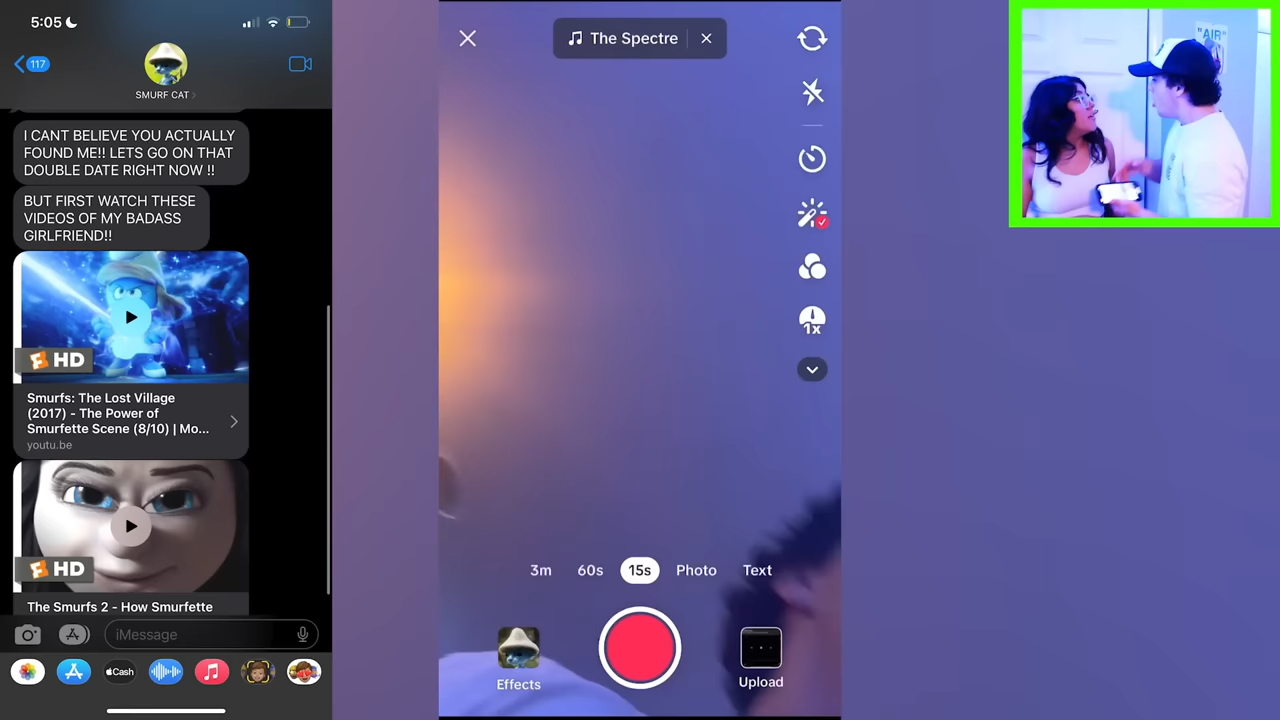 5:05
117
SMURF CAT
I CANT BELIEVE YOU ACTUALLY
FOUND ME!! LETS GO ON THAT
DOUBLE DATE RIGHT NOW !!
BUT FIRST WATCH THESE
VIDEOS OF MY BADASS
GIRLFRIEND!!
HD
Smurfs: The Lost Village
(2017) - The Power of
Smurfette Scene (8/10) | Mo...
youtu.be
HD
The Smurfs 2 - How Smurfette
iMessage
Cash
The Spectre
1x
3m 60s 15s Photo Text
Effects
Upload
"AIR"